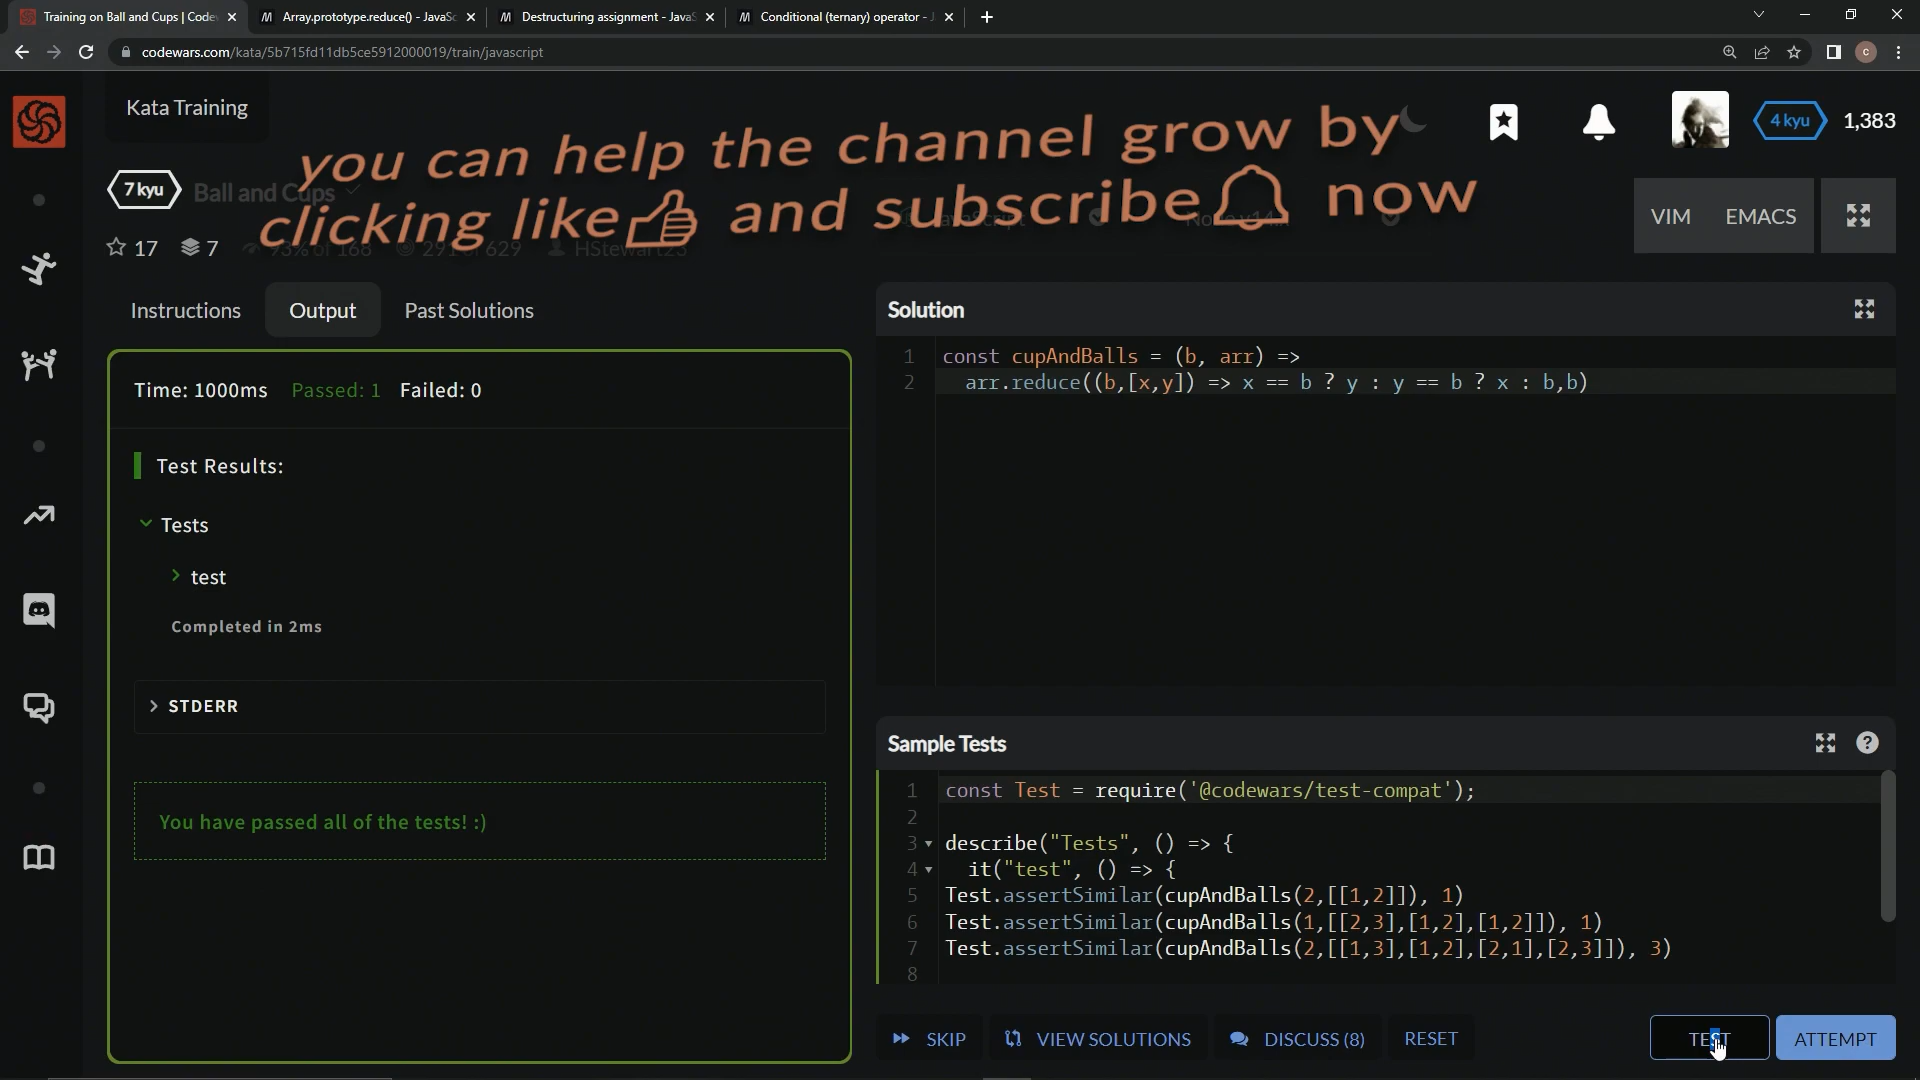 Training on Ball and Cups | Code
Array.prototype.reduce() - JavaSc
Destructuring assignment - JavaS
Conditional (ternary) operator - J
codewars.com/kata/5b715fd11db5ce5912000019/train/javascript
c
Kata Training
4 kyu
1,383
you can help the channel grow by
clicking like and subscribe now
7 kyu
Ball and Cups
VIM
EMACS
17
7
93% of 168
291 of 629
HStewart23
Instructions
Output
Past Solutions
Time: 1000ms Passed: 1 Failed: 0
Test Results:
Tests
test
Completed in 2ms
STDERR
You have passed all of the tests! :)
Solution
1 const cupAndBalls = (b, arr) =>
2 arr.reduce((b,[x,y]) => x == b ? y : y == b ? x : b,b)
Sample Tests
1 const Test = require('@codewars/test-compat');
2
3 describe("Tests", () => {
4 it("test", () => {
5 Test.assertSimilar(cupAndBalls(2,[[1,2]]), 1)
6 Test.assertSimilar(cupAndBalls(1,[[2,3],[1,2],[1,2]]), 1)
7 Test.assertSimilar(cupAndBalls(2,[[1,3],[1,2],[2,1],[2,3]]), 3)
8
SKIP
VIEW SOLUTIONS
DISCUSS (8)
RESET
TEST
ATTEMPT